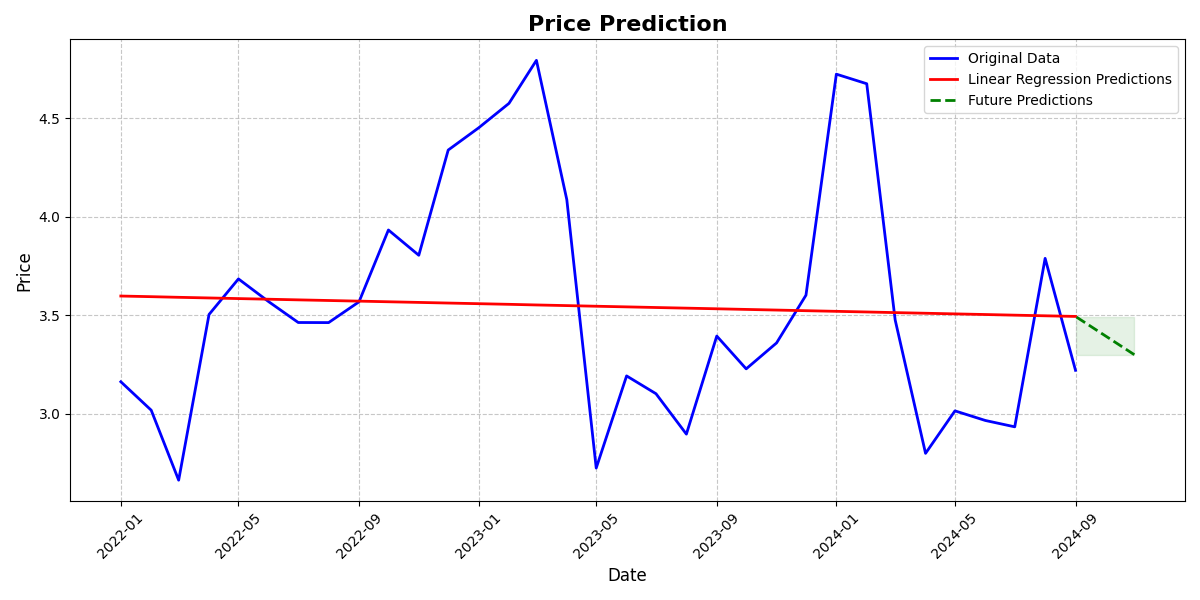 Price Prediction
Original Data
Linear Regression Predictions
Future Predictions
Price
4.5
4.0
3.5
3.0
2022-01
2022-05
2022-09
2023-01
2023-05
2023-09
2024-01
2024-05
2024-09
Date